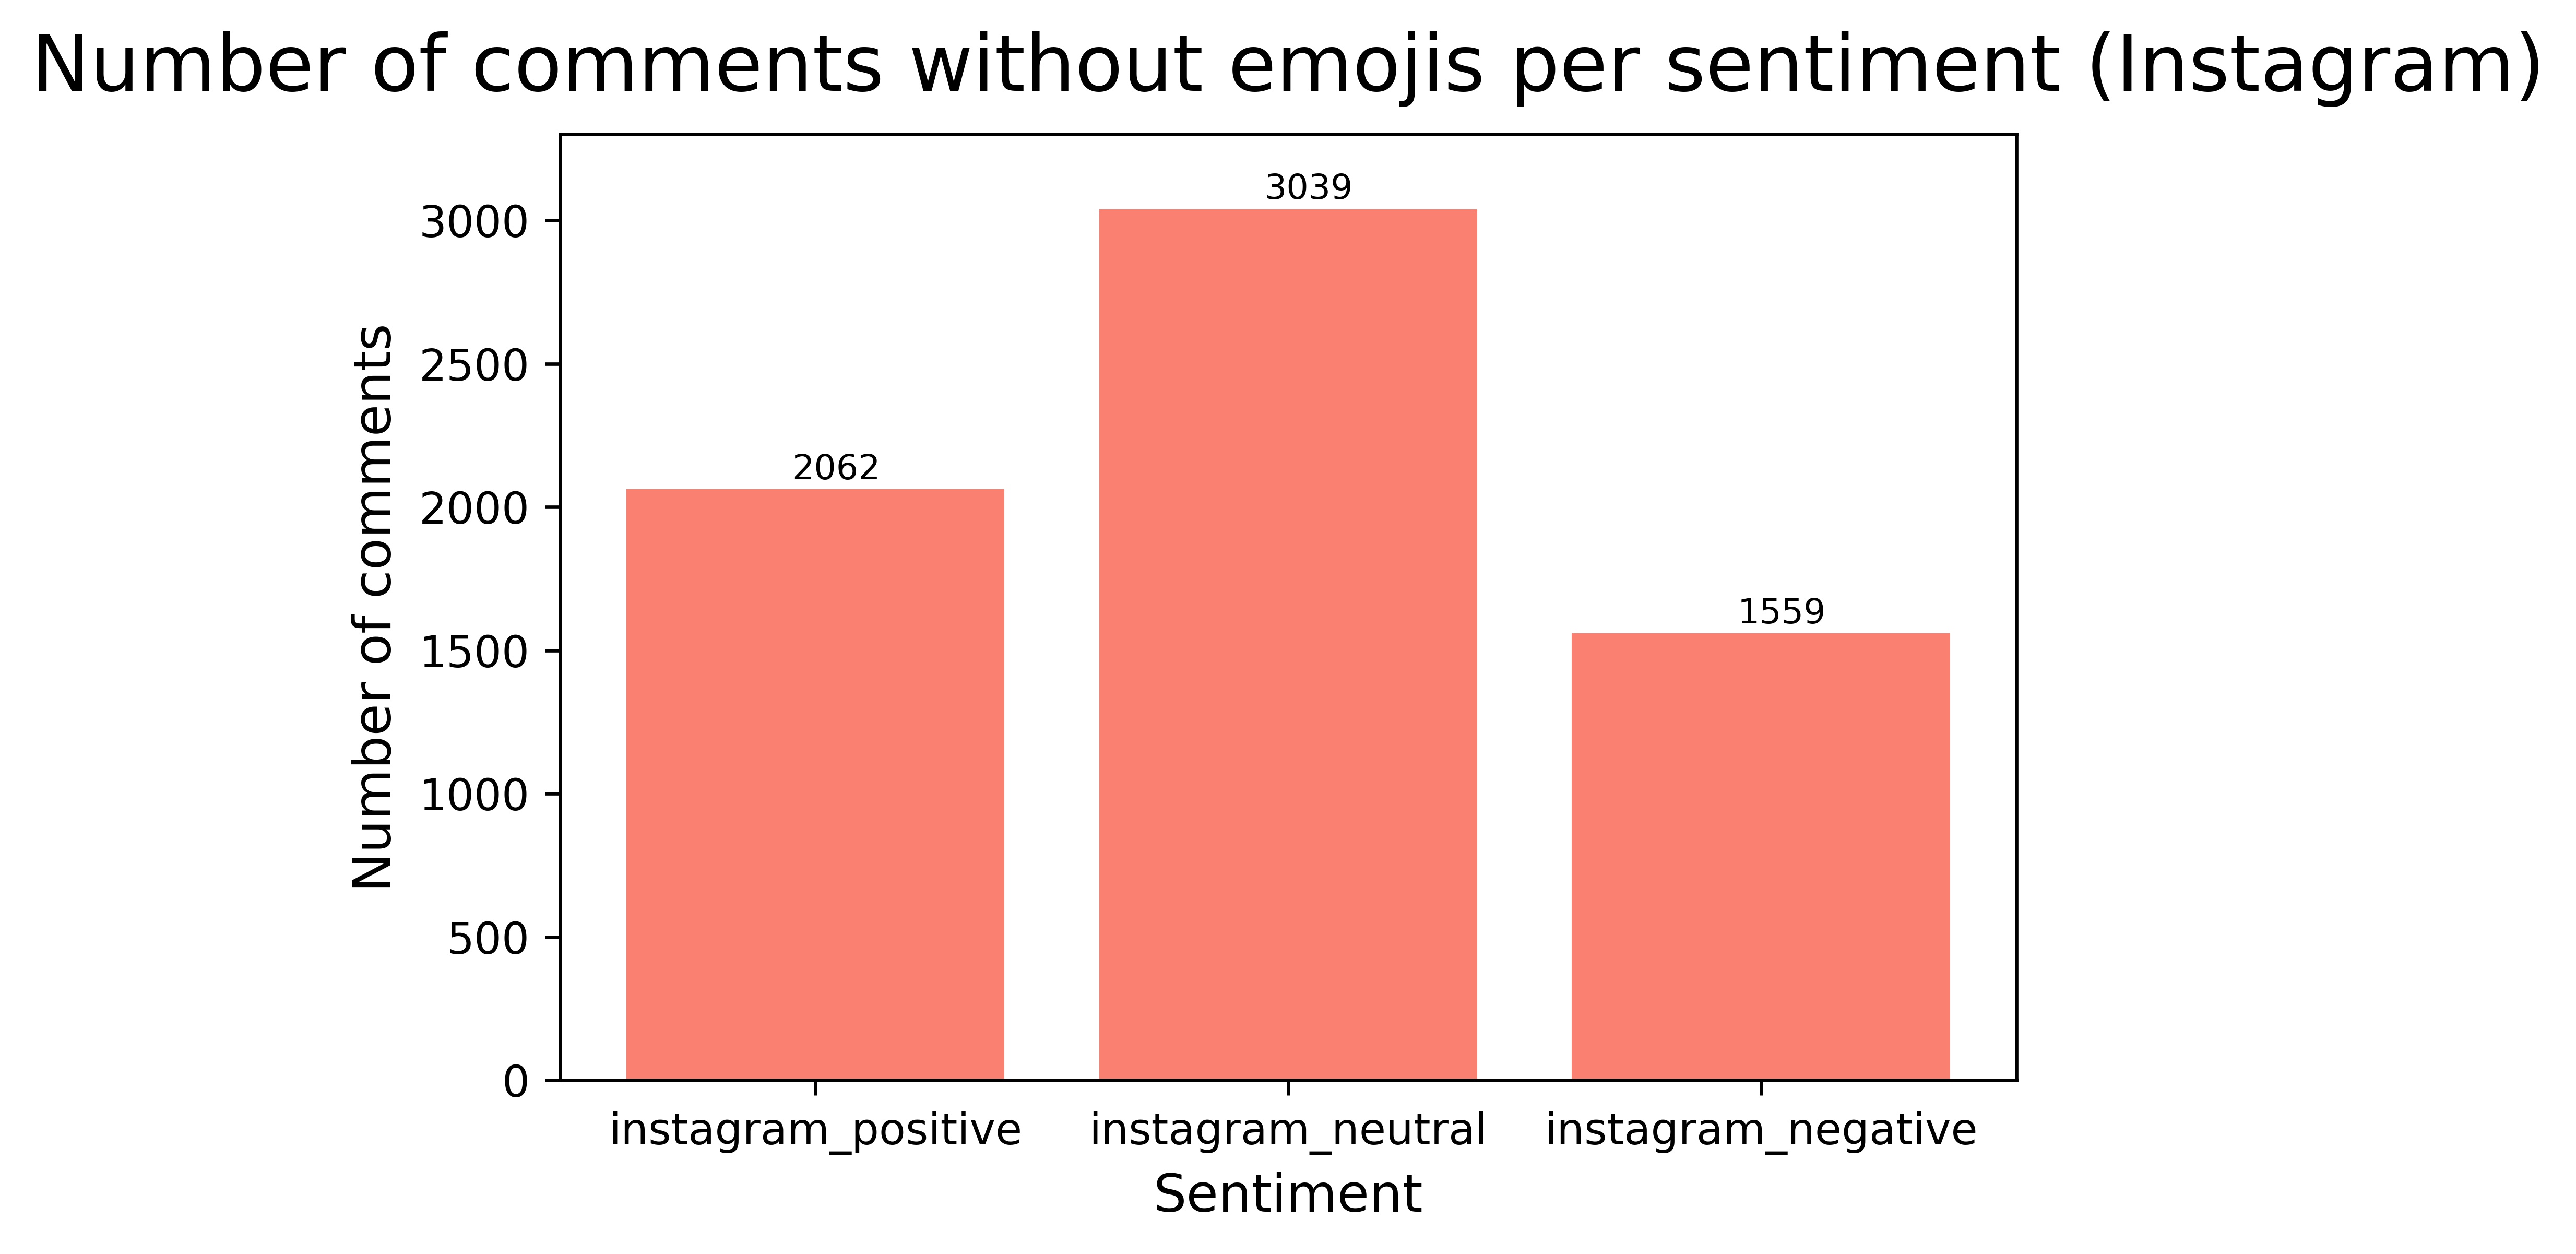 Number of comments without emojis per sentiment (Instagram)
Number of comments
3000
2500
2000
1500
1000
500
0
2062
3039
1559
instagram_positive
instagram_neutral
instagram_negative
Sentiment